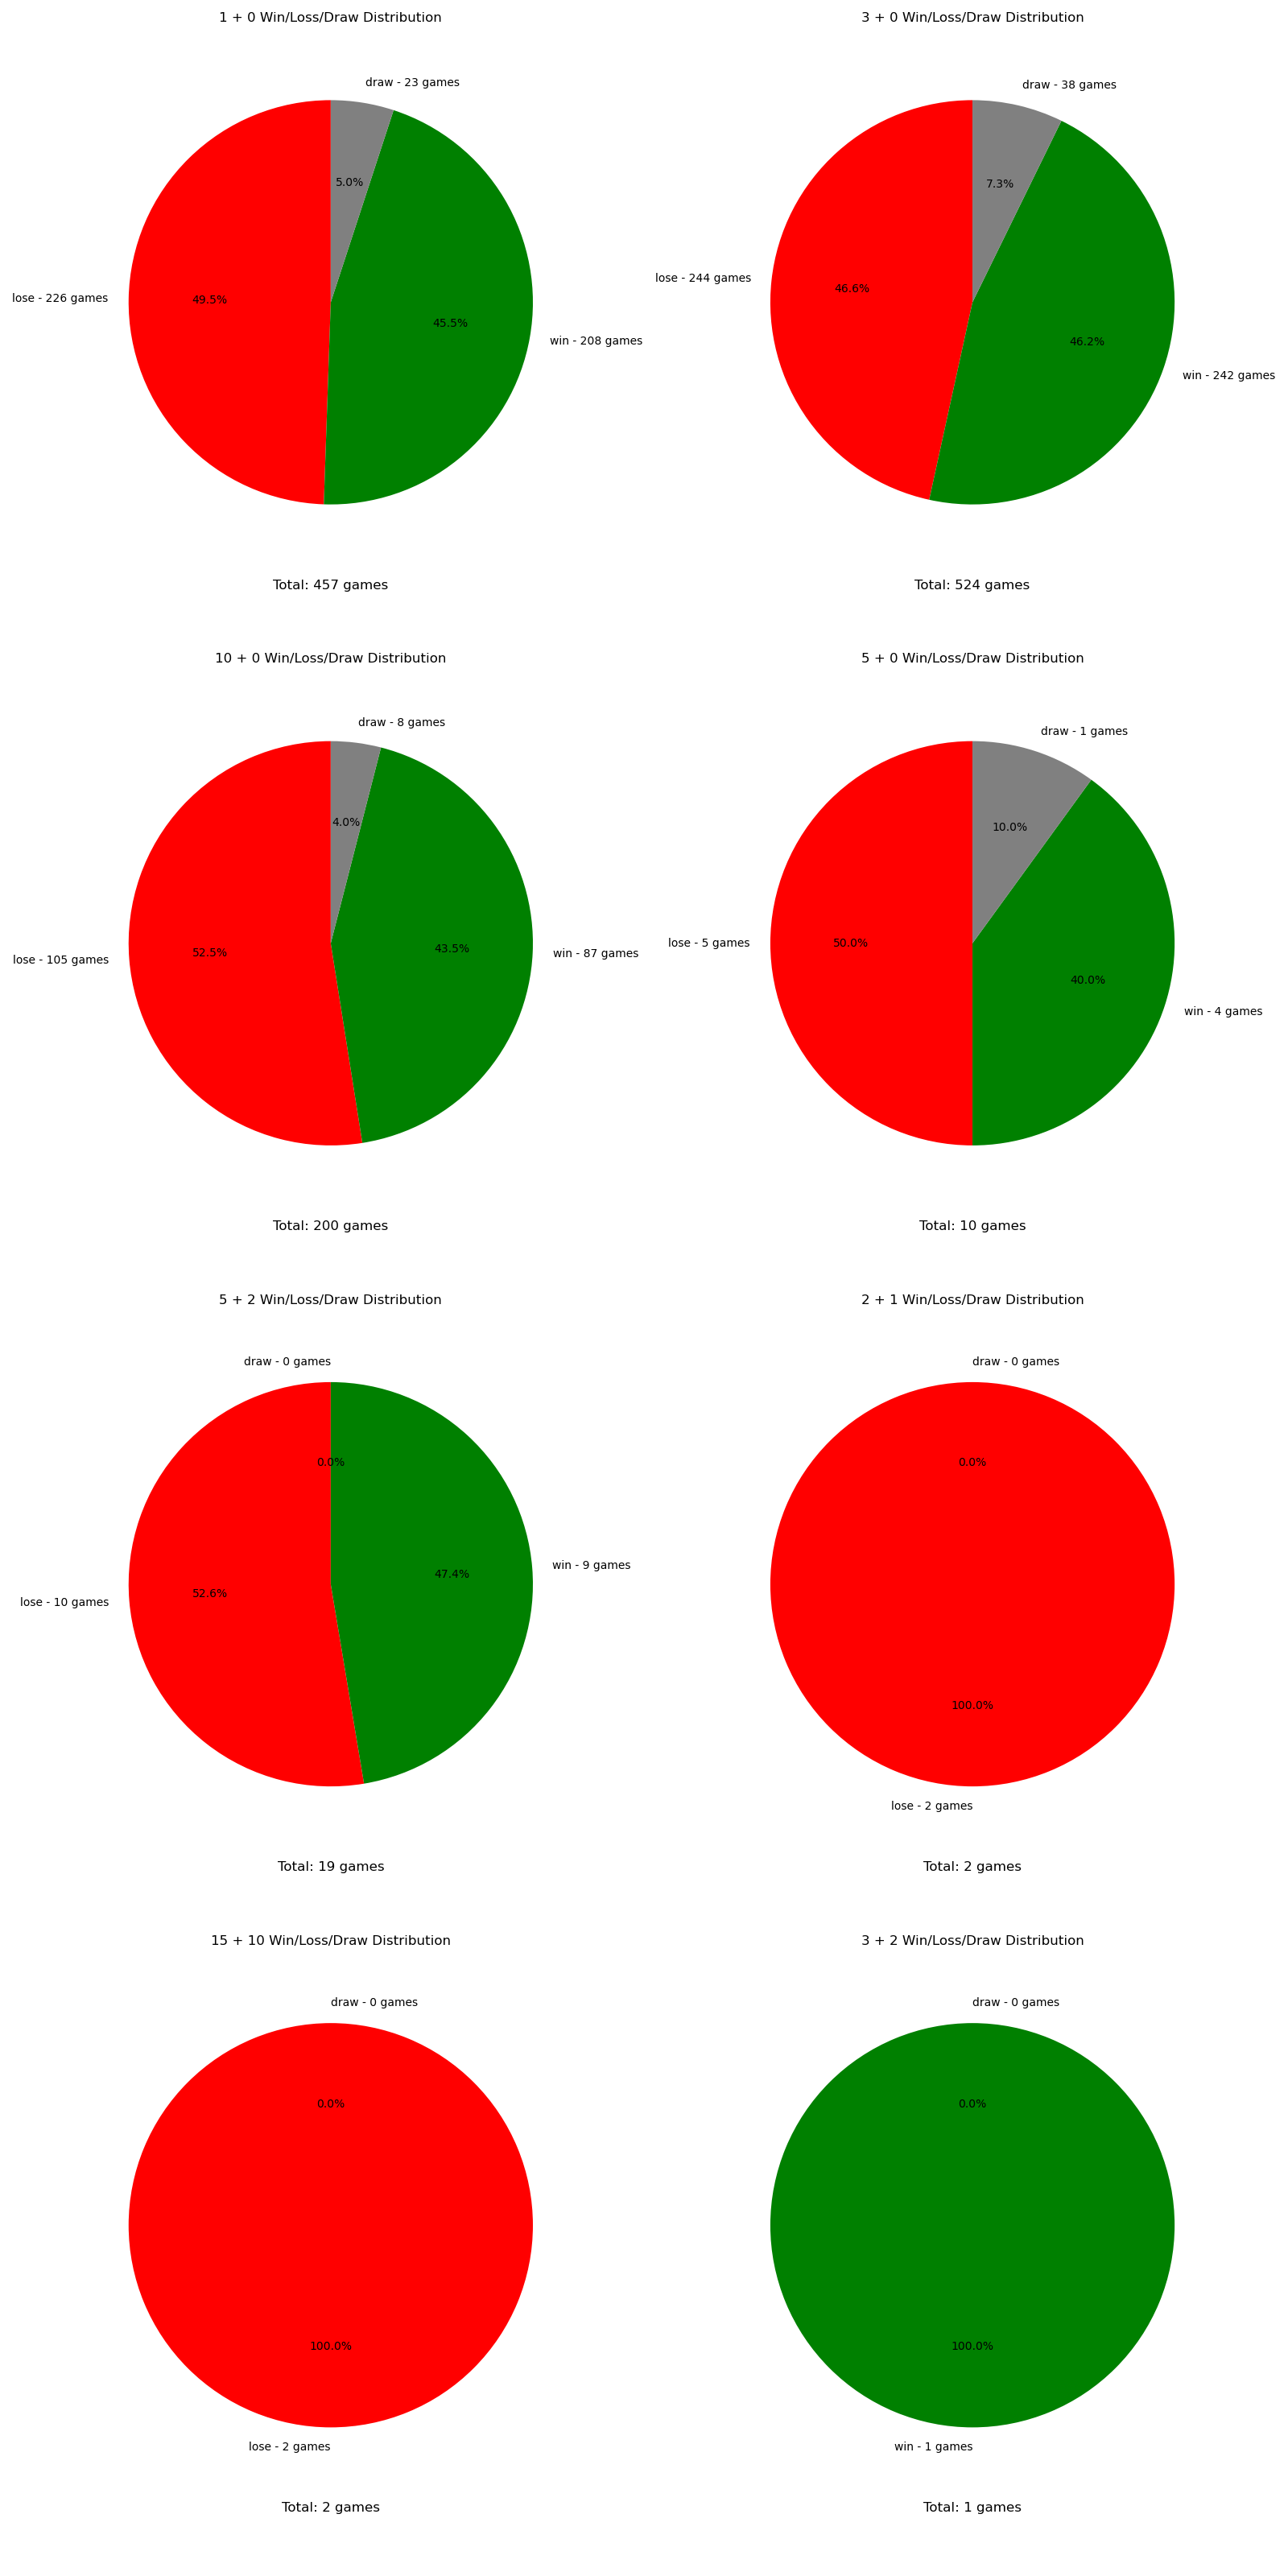 1 + 0 Win/Loss/Draw Distribution
draw - 23 games
5.0%
lose - 226 games
49.5%
45.5%
win - 208 games
Total: 457 games
3 + 0 Win/Loss/Draw Distribution
draw - 38 games
7.3%
lose - 244 games
46.6%
46.2%
win - 242 games
Total: 524 games
10 + 0 Win/Loss/Draw Distribution
draw - 8 games
4.0%
lose - 105 games
52.5%
43.5%
win - 87 games
Total: 200 games
5 + 0 Win/Loss/Draw Distribution
draw - 1 games
10.0%
lose - 5 games
50.0%
40.0%
win - 4 games
Total: 10 games
5 + 2 Win/Loss/Draw Distribution
draw - 0 games
0.0%
lose - 10 games
52.6%
47.4%
win - 9 games
Total: 19 games
2 + 1 Win/Loss/Draw Distribution
draw - 0 games
0.0%
100.0%
lose - 2 games
Total: 2 games
15 + 10 Win/Loss/Draw Distribution
draw - 0 games
0.0%
100.0%
lose - 2 games
Total: 2 games
3 + 2 Win/Loss/Draw Distribution
draw - 0 games
0.0%
100.0%
win - 1 games
Total: 1 games